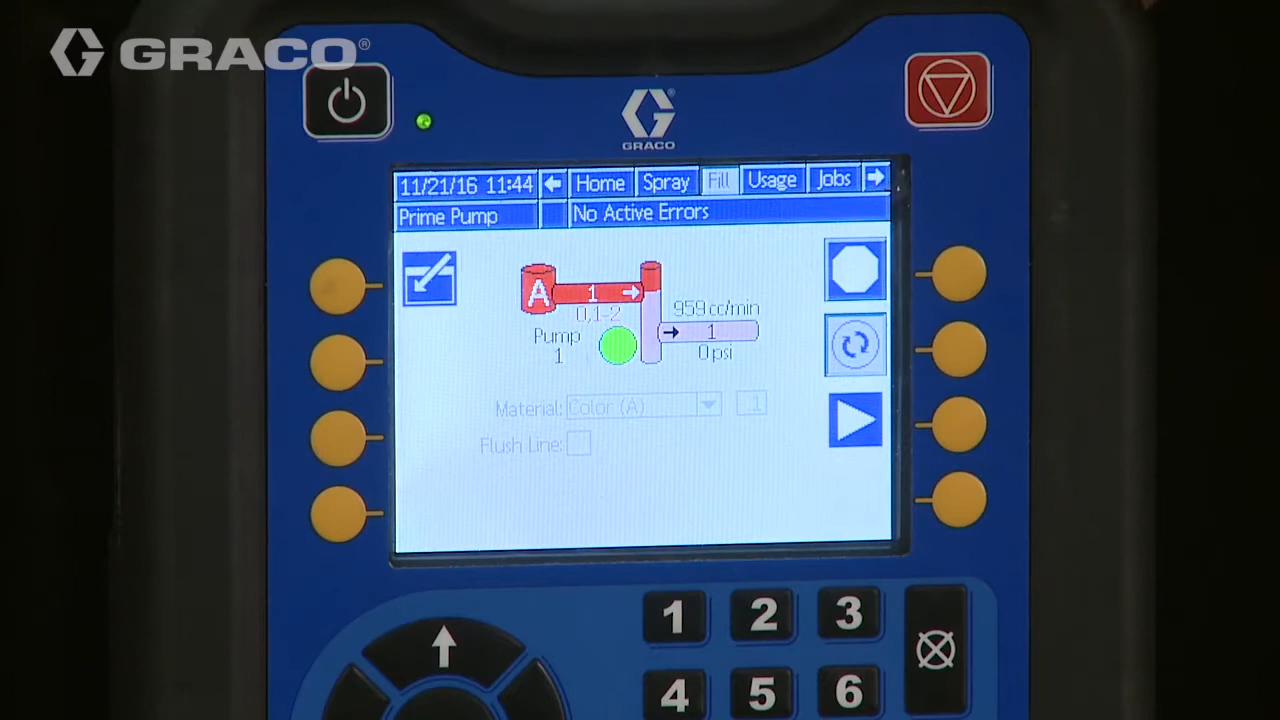 GRACO®
GRACO
11/21/16 11:44 Home Spray Fill Usage Jobs
Prime Pump No Active Errors
A 1
0,1-2
959 cc/min
Pump
1
1
0 psi
Material: Color (A) 1
Flush Line:
1 2 3
4 5 6